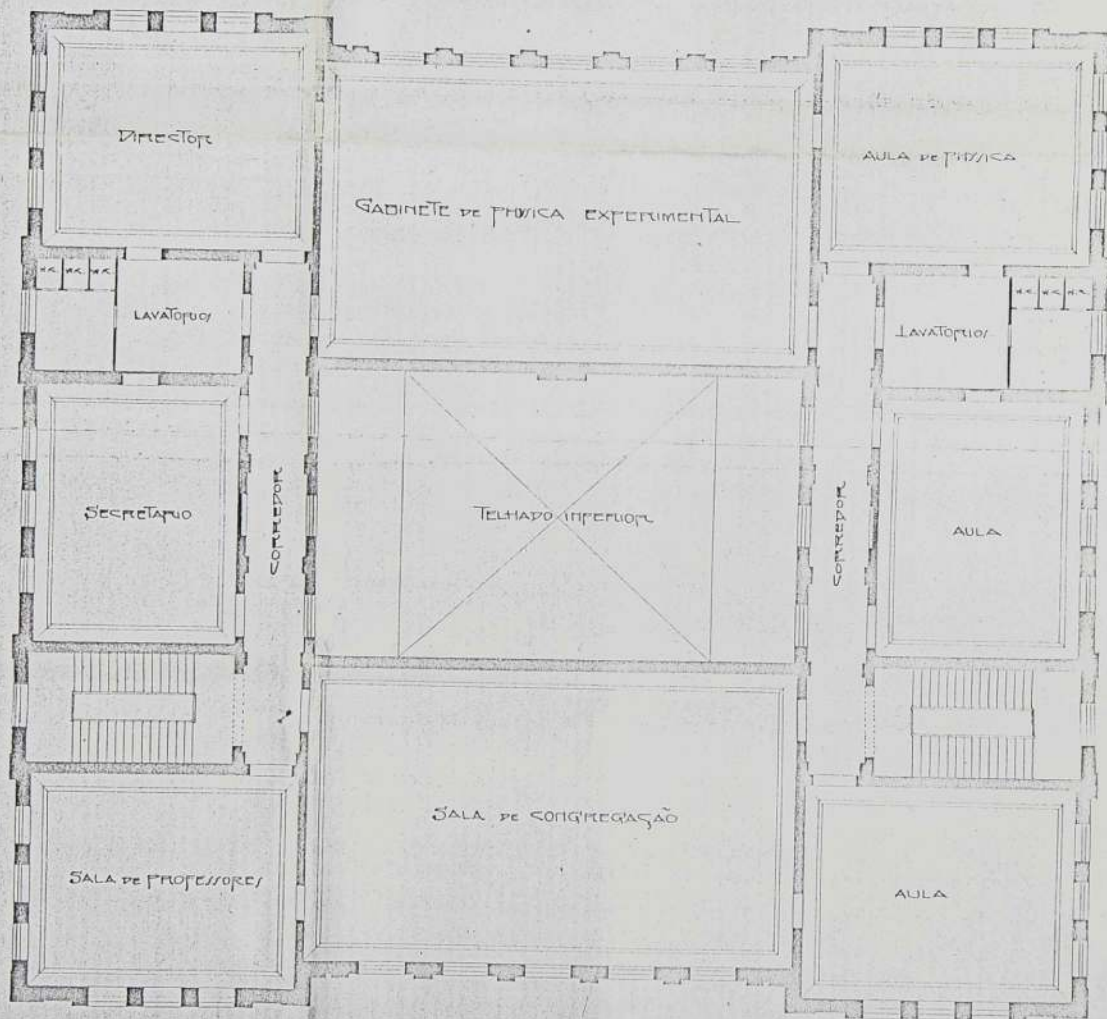 DIRECTOR
AULA DE PHYSICA
GABINETE DE PHYSICA EXPERIMENTAL
W.C. W.C. W.C.
LAVATORIOS
W.C. W.C. W.C.
LAVATORIOS
SECRETARIO
CORREDOR
TELHADO INFERIOR
CORREDOR
AULA
SALA DE CONGREGAÇÃO
SALA DE PROFESSORES
AULA